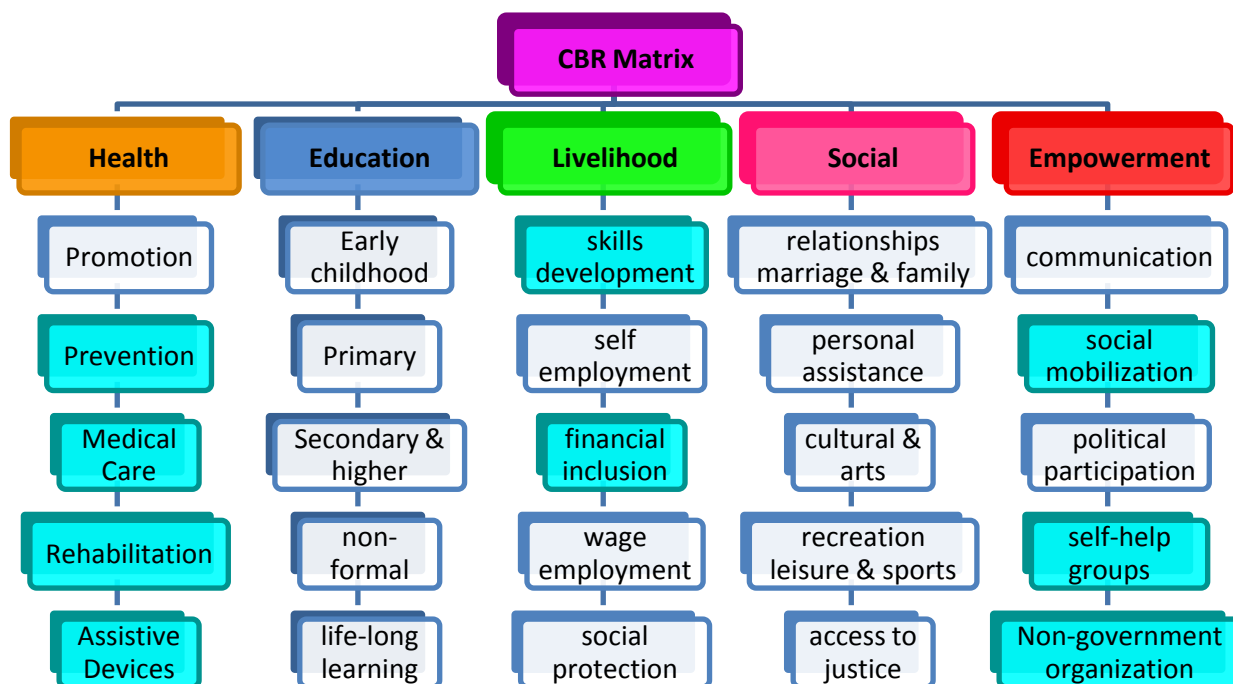 CBR Matrix
Health
Education
Livelihood
Social
Empowerment
Promotion
Early
childhood
skills
development
relationships
marriage & family
communication
Prevention
Primary
self
employment
personal
assistance
social
mobilization
Medical
Care
Secondary &
higher
financial
inclusion
cultural &
arts
political
participation
Rehabilitation
non-
formal
wage
employment
recreation
leisure & sports
self-help
groups
Assistive
Devices
life-long
learning
social
protection
access to
justice
Non-government
organization